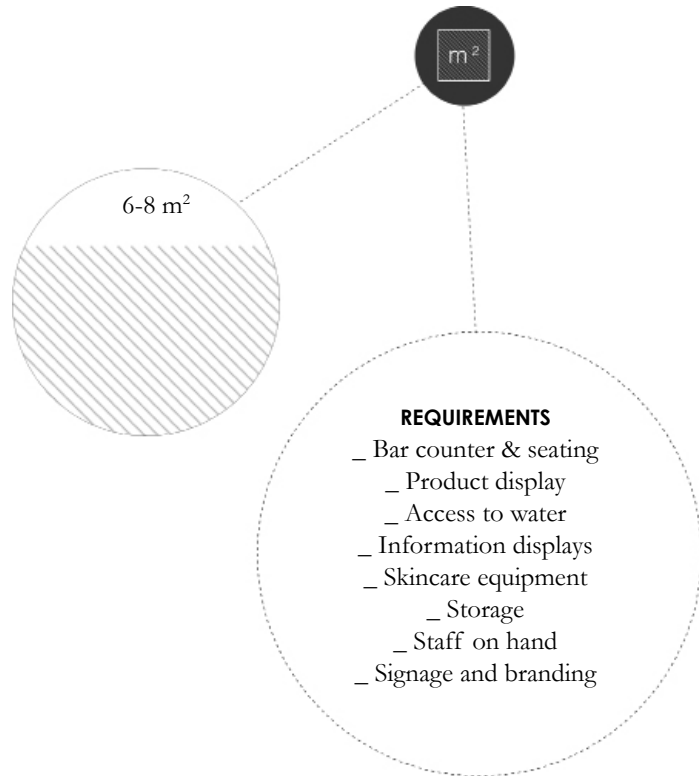 m²
6-8 m²
REQUIREMENTS
_ Bar counter & seating
_ Product display
_ Access to water
_ Information displays
_ Skincare equipment
_ Storage
_ Staff on hand
_ Signage and branding